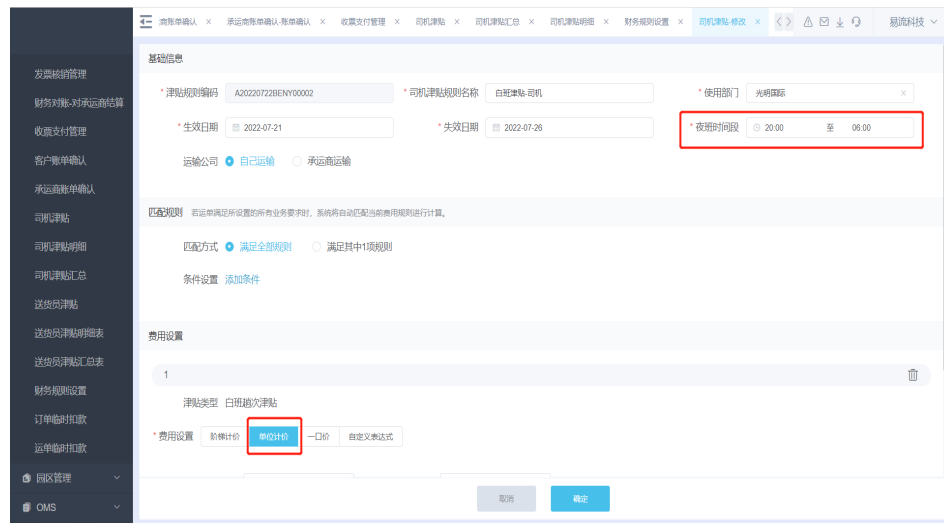 商账单确认 × 承运商账单确认-账单确认 × 收票支付管理 × 司机津贴 × 司机津贴汇总 × 司机津贴明细 × 财务规则设置 × 司机津贴-修改 × 易流科技
基础信息
发票核销管理
财务对账-对承运商结算
收票支付管理
客户账单确认
承运商账单确认
司机津贴
司机津贴明细
司机津贴汇总
送货员津贴
送货员津贴明细表
送货员津贴汇总表
财务规则设置
订单临时扣款
运单临时扣款
园区管理
OMS
* 津贴规则编码 A20220722BENY00002 * 司机津贴规则名称 白班津贴-司机 * 使用部门 光明国际 ×
* 生效日期 2022-07-21 * 失效日期 2022-07-26 * 夜班时间段 20:00 至 06:00
运输公司 自己运输 承运商运输
匹配规则 若运单满足所设置的所有业务要求时，系统将自动匹配当前费用规则进行计算。
匹配方式 满足全部规则 满足其中1项规则
条件设置 添加条件
费用设置
1
津贴类型 白班趟次津贴
* 费用设置 阶梯计价 单位计价 一口价 自定义表达式
取消 确定